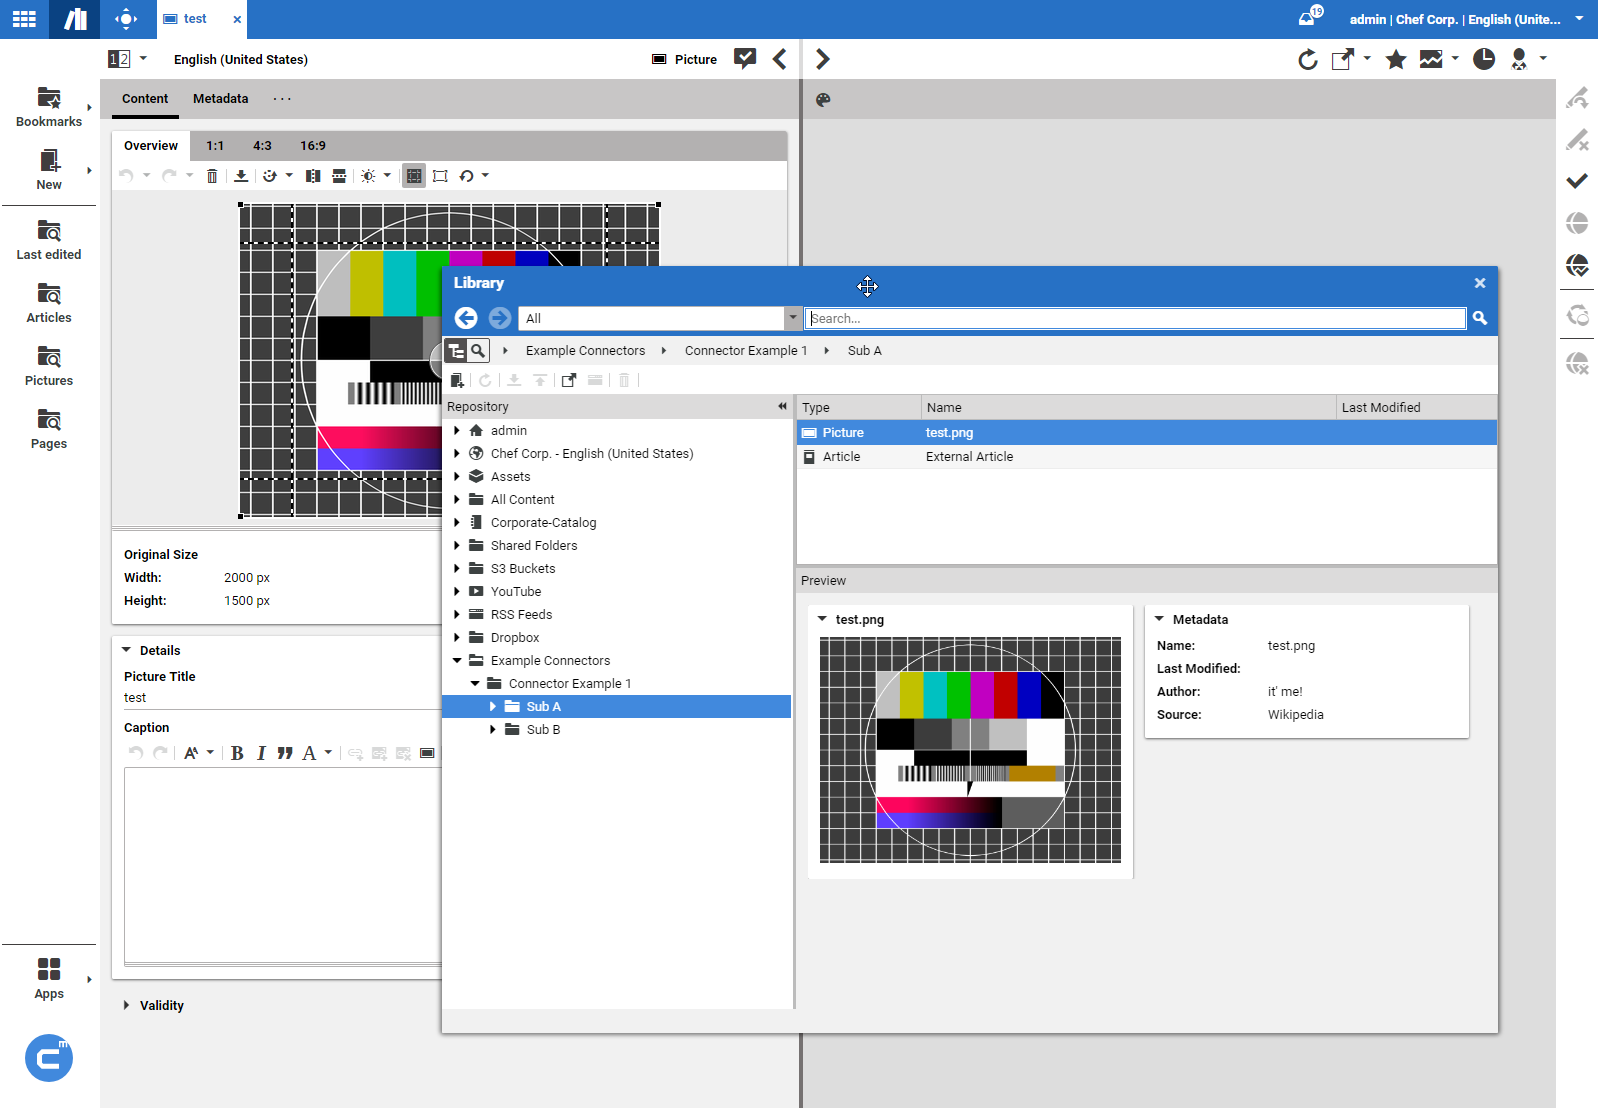 test
19
admin | Chef Corp. | English (Unite...
12
English (United States)
Picture
Bookmarks
New
Last edited
Articles
Pictures
Pages
Apps
Content
Metadata
...
Overview
1:1
4:3
16:9
Original Size
Width:
2000 px
Height:
1500 px
Details
Picture Title
test
Caption
B
I
A
Validity
Library
All
Search...
Example Connectors
Connector Example 1
Sub A
Repository
admin
Chef Corp. - English (United States)
Assets
All Content
Corporate-Catalog
Shared Folders
S3 Buckets
YouTube
RSS Feeds
Dropbox
Example Connectors
Connector Example 1
Sub A
Sub B
Type
Name
Last Modified
Picture
test.png
Article
External Article
Preview
test.png
Metadata
Name:
test.png
Last Modified:
Author:
it' me!
Source:
Wikipedia